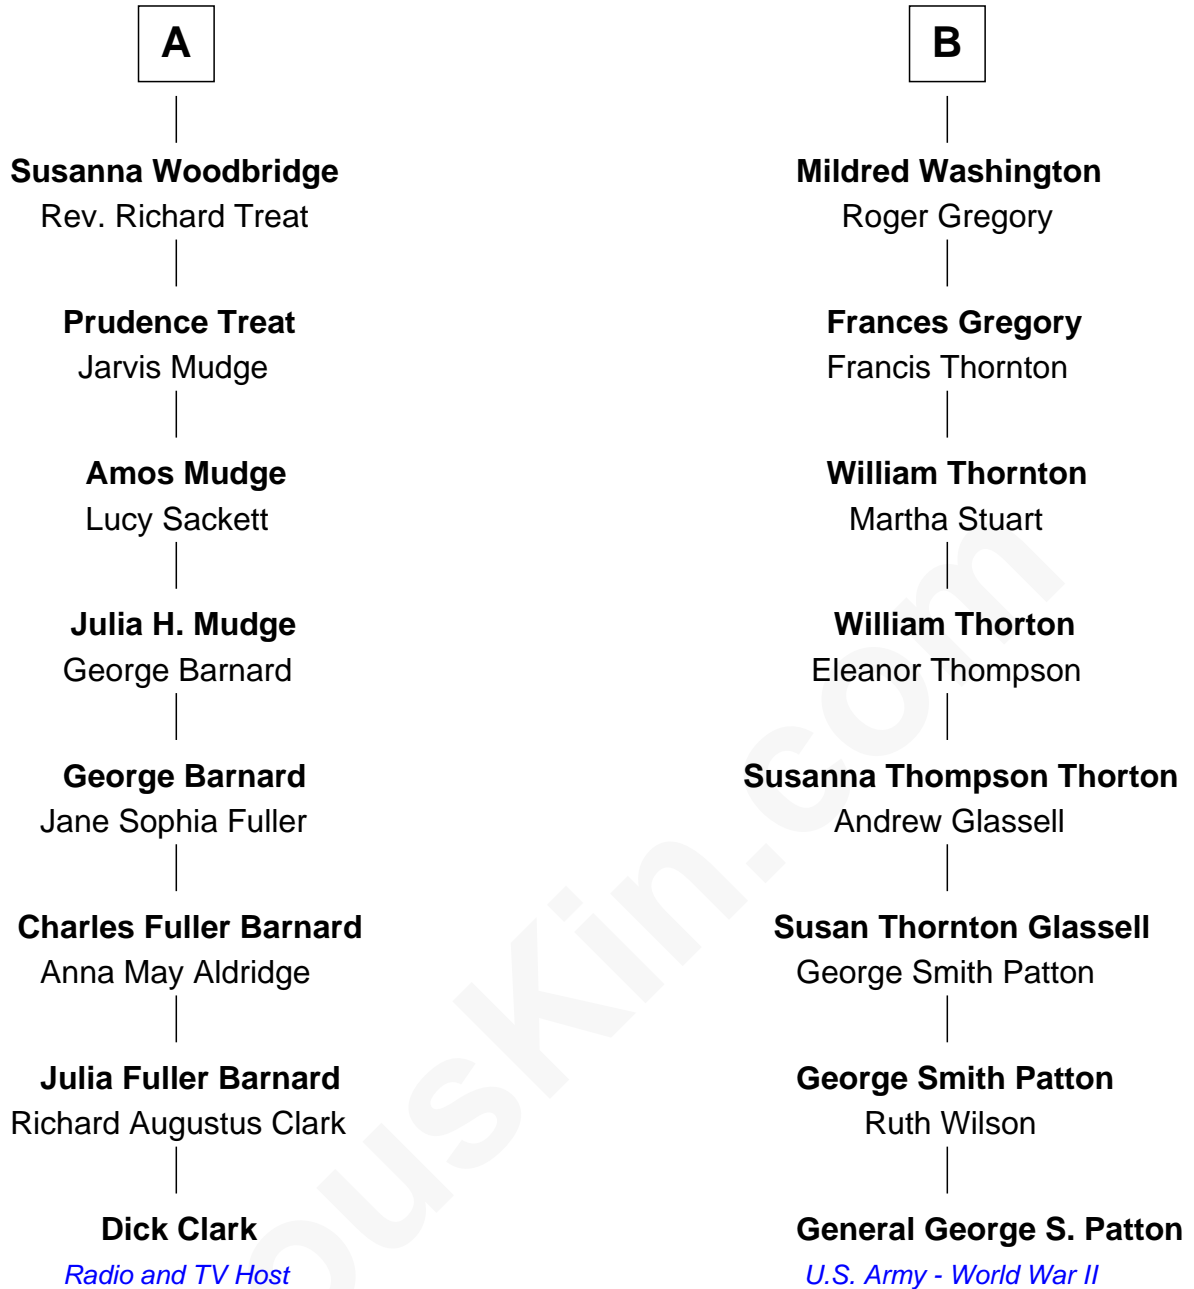 A
Susanna Woodbridge
Rev. Richard Treat
Prudence Treat
Jarvis Mudge
Amos Mudge
Lucy Sackett
Julia H. Mudge
George Barnard
George Barnard
Jane Sophia Fuller
Charles Fuller Barnard
Anna May Aldridge
Julia Fuller Barnard
Richard Augustus Clark
Dick Clark
Radio and TV Host
B
Mildred Washington
Roger Gregory
Frances Gregory
Francis Thornton
William Thornton
Martha Stuart
William Thorton
Eleanor Thompson
Susanna Thompson Thorton
Andrew Glassell
Susan Thornton Glassell
George Smith Patton
George Smith Patton
Ruth Wilson
General George S. Patton
U.S. Army - World War II
ousKin.com